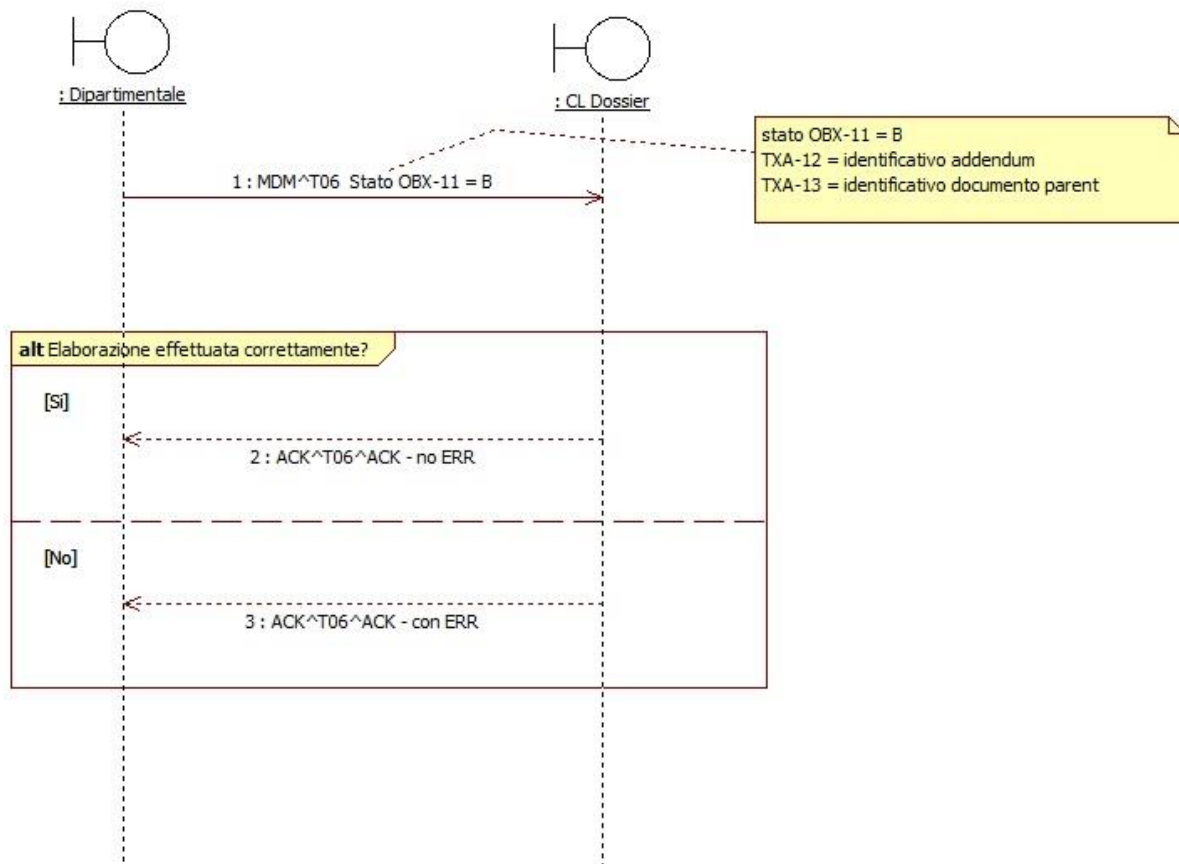 : Dipartimentale
: CL Dossier
stato OBX-11 = B
TXA-12 = identificativo addendum
TXA-13 = identificativo documento parent
1 : MDM^T06 Stato OBX-11 = B
alt Elaborazione effettuata correttamente?
[Si]
2 : ACK^T06^ACK - no ERR
[No]
3 : ACK^T06^ACK - con ERR